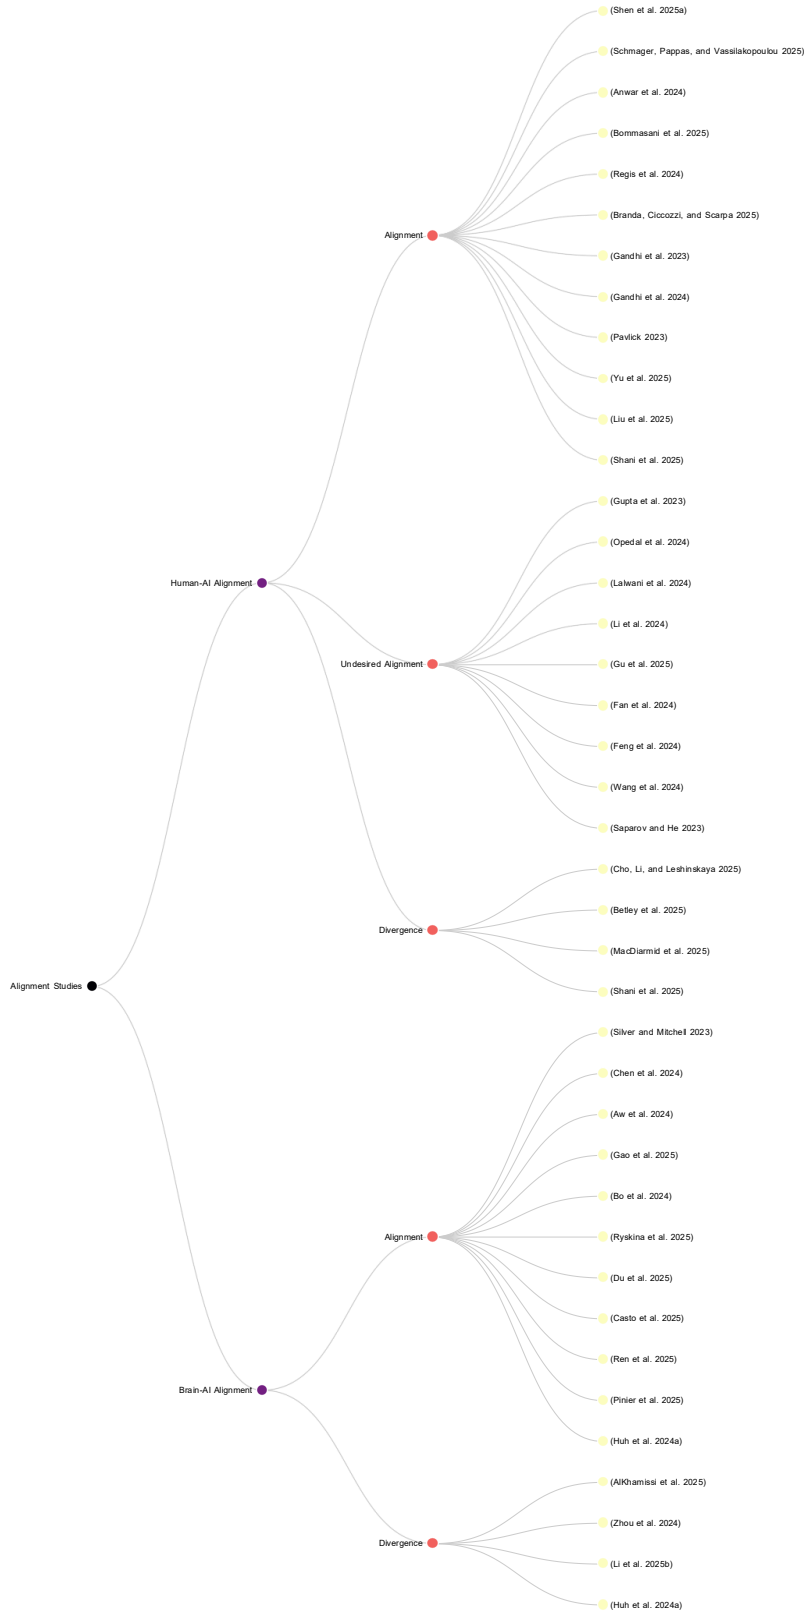 (Shen et al. 2025a)
(Schmager, Pappas, and Vassilakopoulou 2025)
(Anwar et al. 2024)
(Bommasani et al. 2025)
(Regis et al. 2024)
(Branda, Ciccozzi, and Scarpa 2025)
Alignment
(Gandhi et al. 2023)
(Gandhi et al. 2024)
(Pavlick 2023)
(Yu et al. 2025)
(Liu et al. 2025)
(Shani et al. 2025)
(Gupta et al. 2023)
(Opedal et al. 2024)
Human-AI Alignment
(Lalwani et al. 2024)
(Li et al. 2024)
Undesired Alignment
(Gu et al. 2025)
(Fan et al. 2024)
(Feng et al. 2024)
(Wang et al. 2024)
(Saparov and He 2023)
(Cho, Li, and Leshinskaya 2025)
(Betley et al. 2025)
Divergence
(MacDiarmid et al. 2025)
Alignment Studies
(Shani et al. 2025)
(Silver and Mitchell 2023)
(Chen et al. 2024)
(Aw et al. 2024)
(Gao et al. 2025)
(Bo et al. 2024)
Alignment
(Ryskina et al. 2025)
(Du et al. 2025)
(Casto et al. 2025)
(Ren et al. 2025)
Brain-AI Alignment
(Pinier et al. 2025)
(Huh et al. 2024a)
(AlKhamissi et al. 2025)
(Zhou et al. 2024)
Divergence
(Li et al. 2025b)
(Huh et al. 2024a)